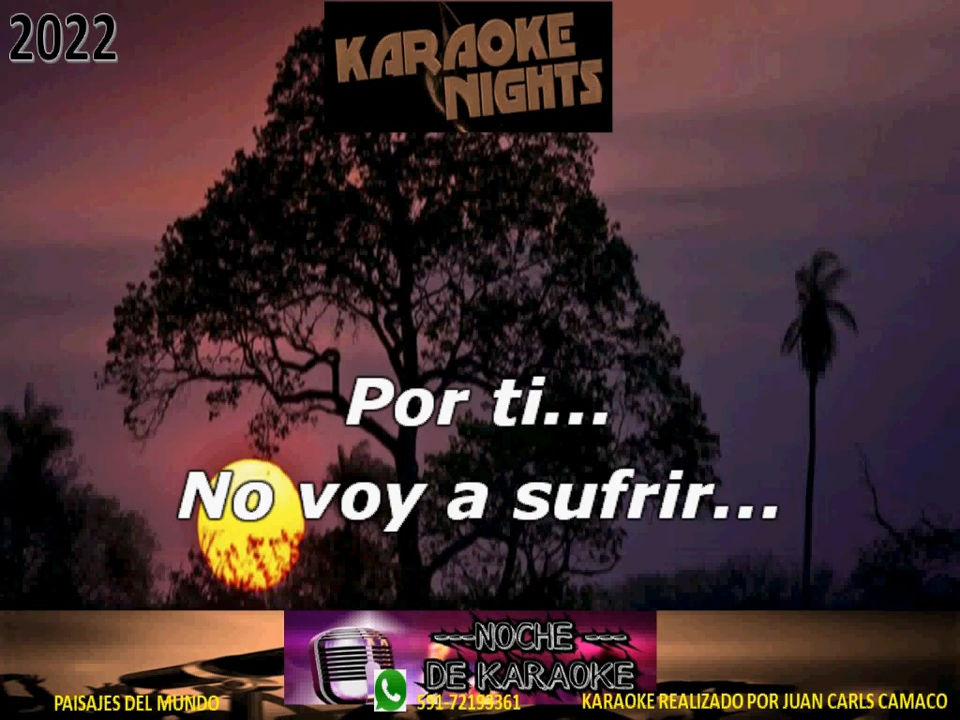 2022
KARAOKE
NIGHTS
Por ti...
No voy a sufrir...
---NOCHE ---
DE KARAOKE
PAISAJES DEL MUNDO
591-72193361
KARAOKE REALIZADO POR JUAN CARLS CAMACO